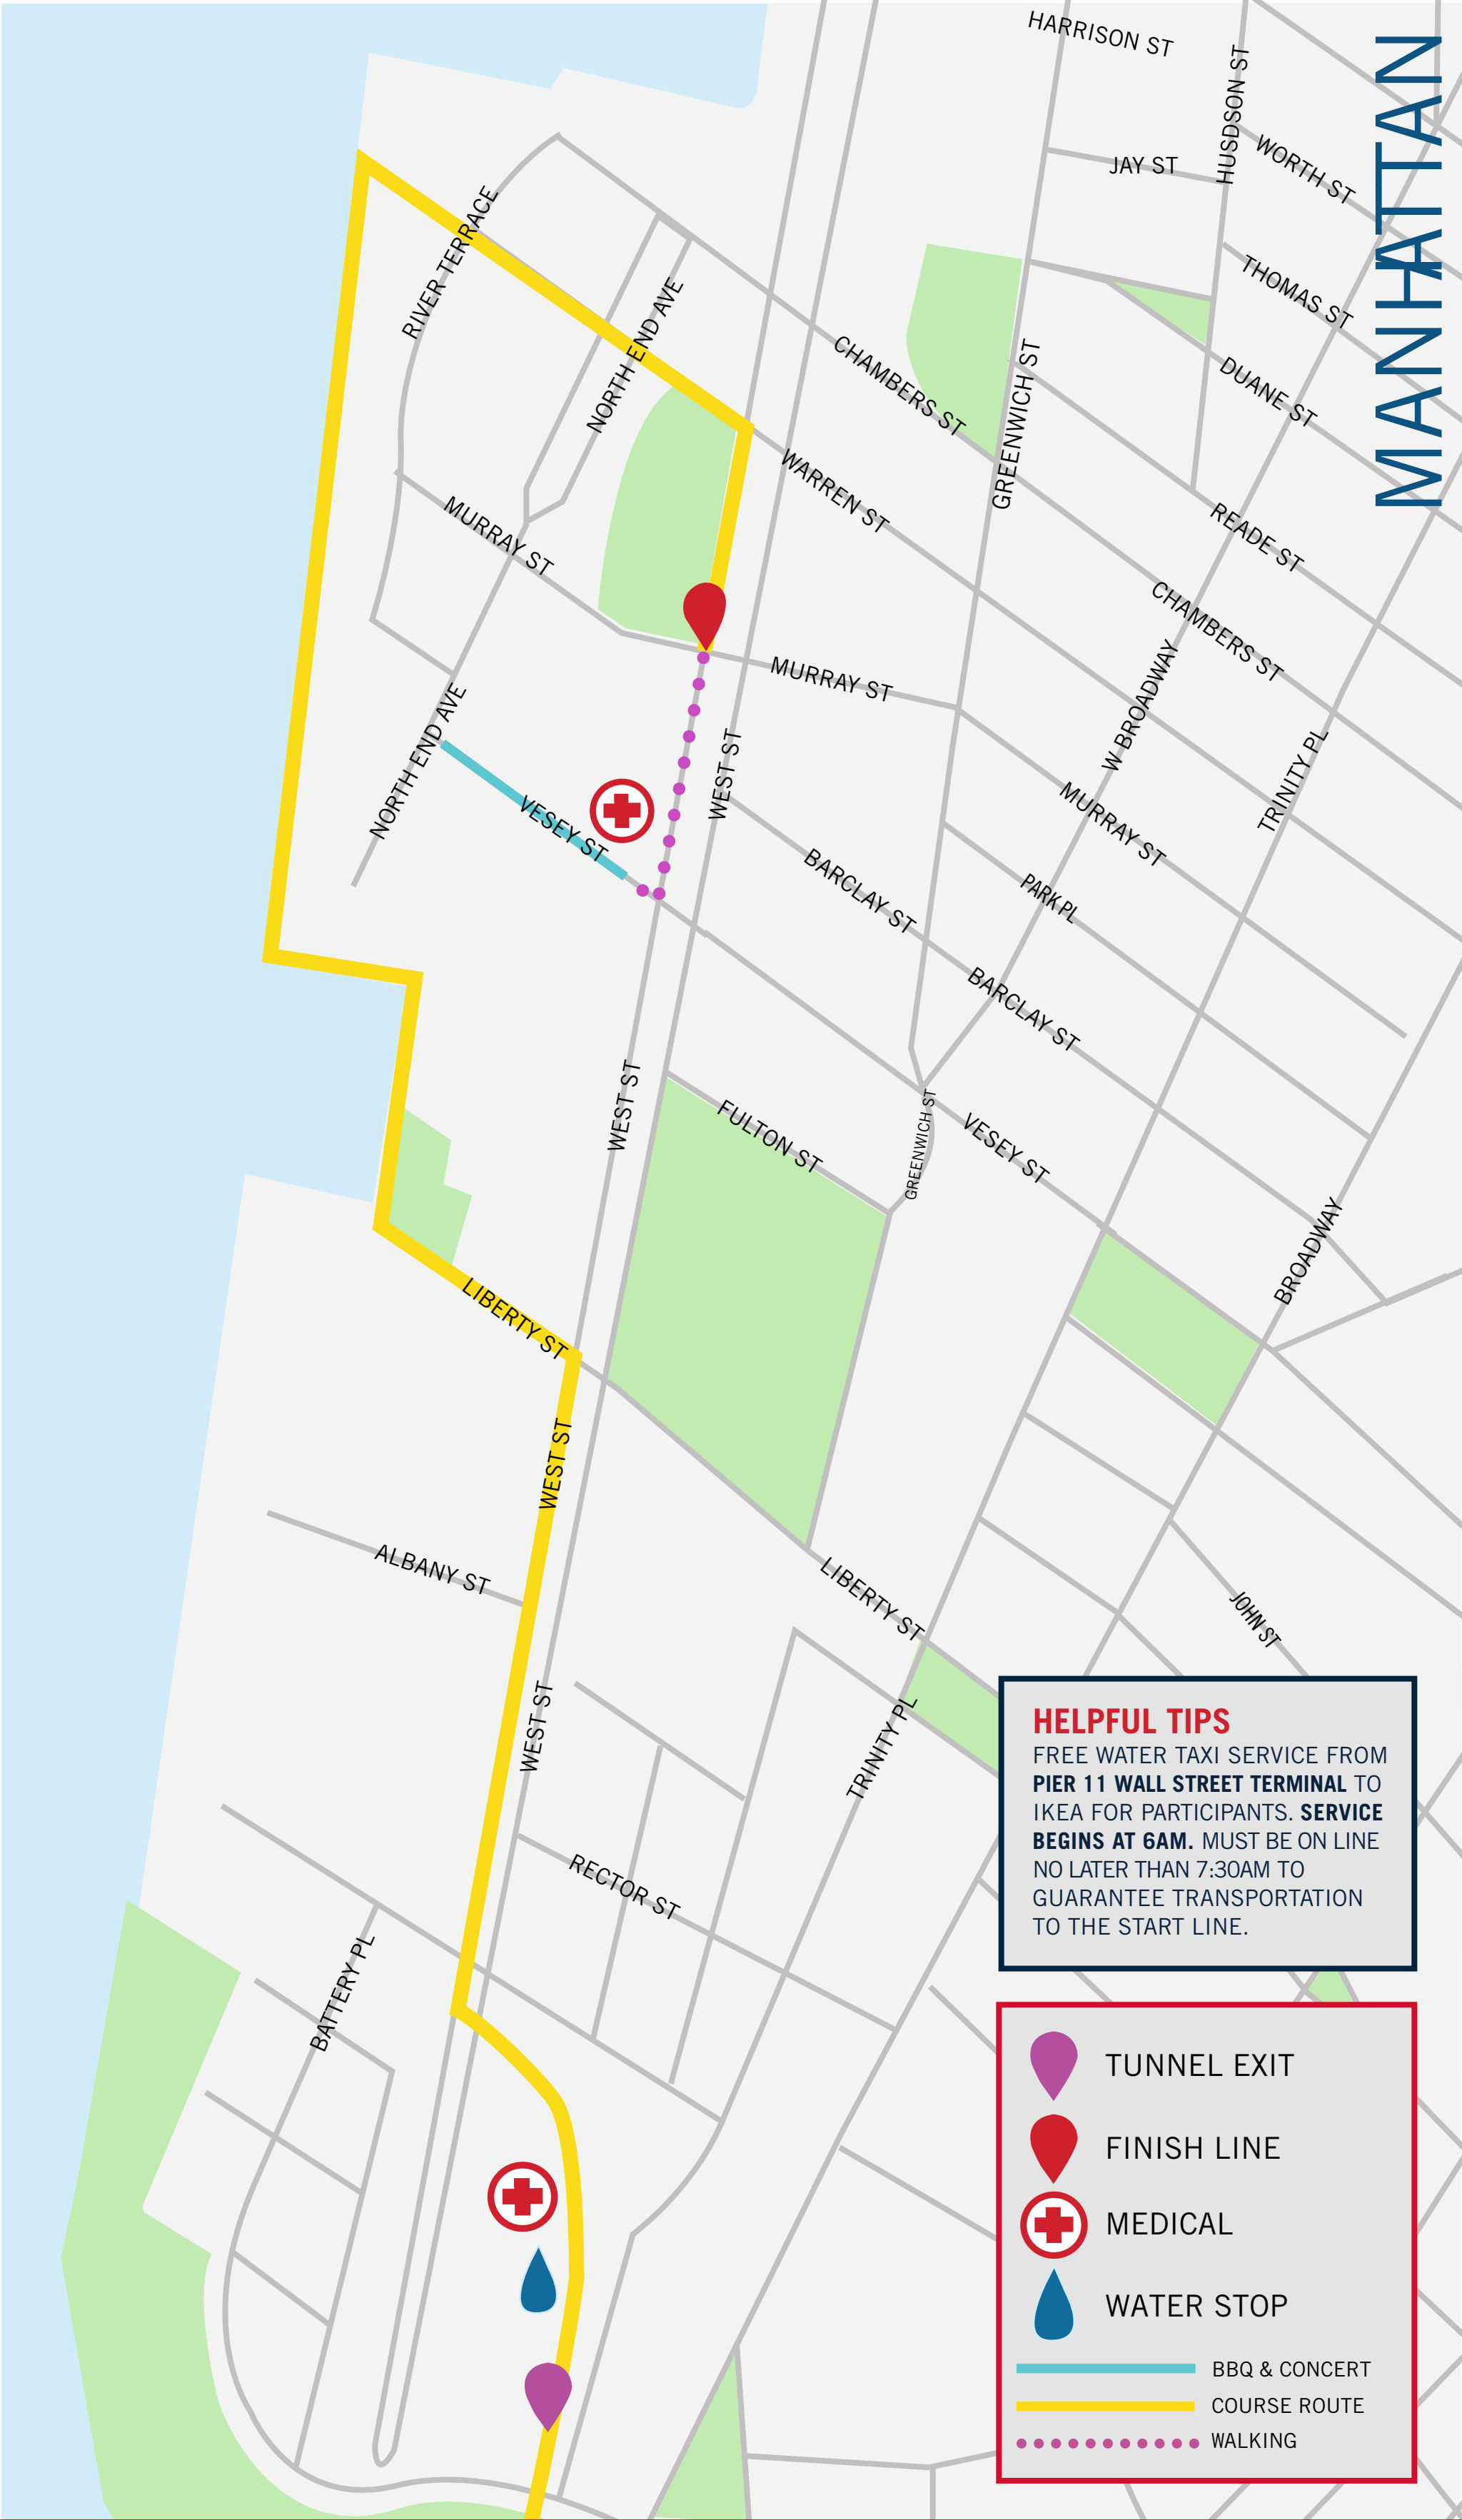 HARRISON ST
HUSDSON ST
MANHATTAN
JAY ST
WORTH ST
RIVER TERRACE
NORTH END AVE
THOMAS ST
CHAMBERS ST
GREENWICH ST
DUANE ST
WARREN ST
MURRAY ST
READE ST
CHAMBERS ST
MURRAY ST
W BROADWAY
NORTH END AVE
WEST ST
TRINITY PL
VESEY ST
MURRAY ST
BARCLAY ST
PARK PL
BARCLAY ST
WEST ST
FULTON ST
GREENWICH ST
VESEY ST
BROADWAY
LIBERTY ST
WEST ST
ALBANY ST
LIBERTY ST
JOHN ST
WEST ST
TRINITY PL
RECTOR ST
BATTERY PL
HELPFUL TIPS
FREE WATER TAXI SERVICE FROM
PIER 11 WALL STREET TERMINAL TO
IKEA FOR PARTICIPANTS. SERVICE
BEGINS AT 6AM. MUST BE ON LINE
NO LATER THAN 7:30AM TO
GUARANTEE TRANSPORTATION
TO THE START LINE.
TUNNEL EXIT
FINISH LINE
MEDICAL
WATER STOP
BBQ & CONCERT
COURSE ROUTE
WALKING